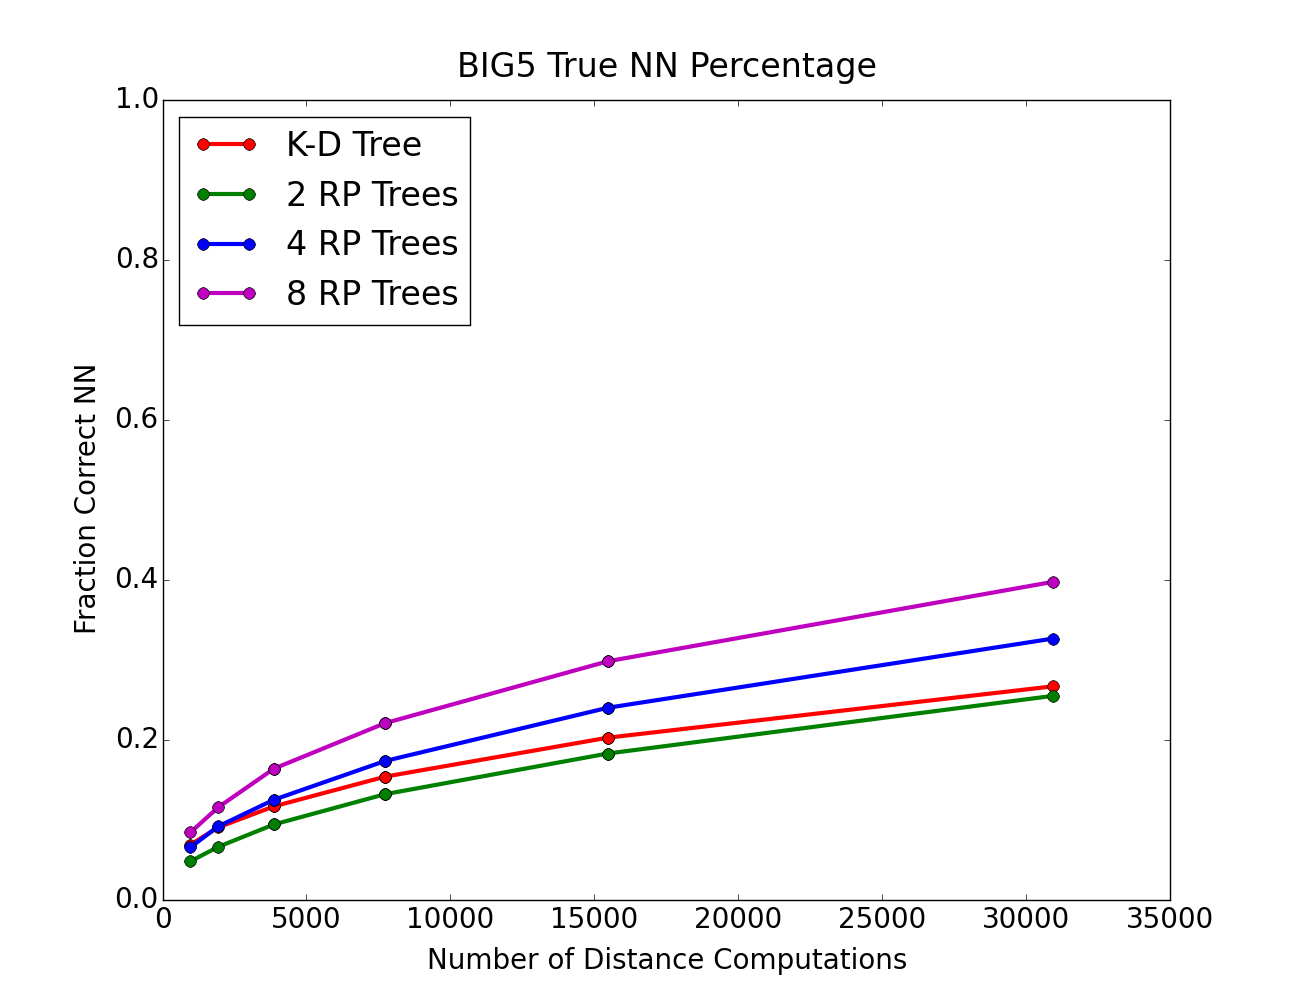 BIG5 True NN Percentage
1.0
0.8
0.6
0.4
0.2
0.0
Fraction Correct NN
K-D Tree
2 RP Trees
4 RP Trees
8 RP Trees
0 5000 10000 15000 20000 25000 30000 35000
Number of Distance Computations